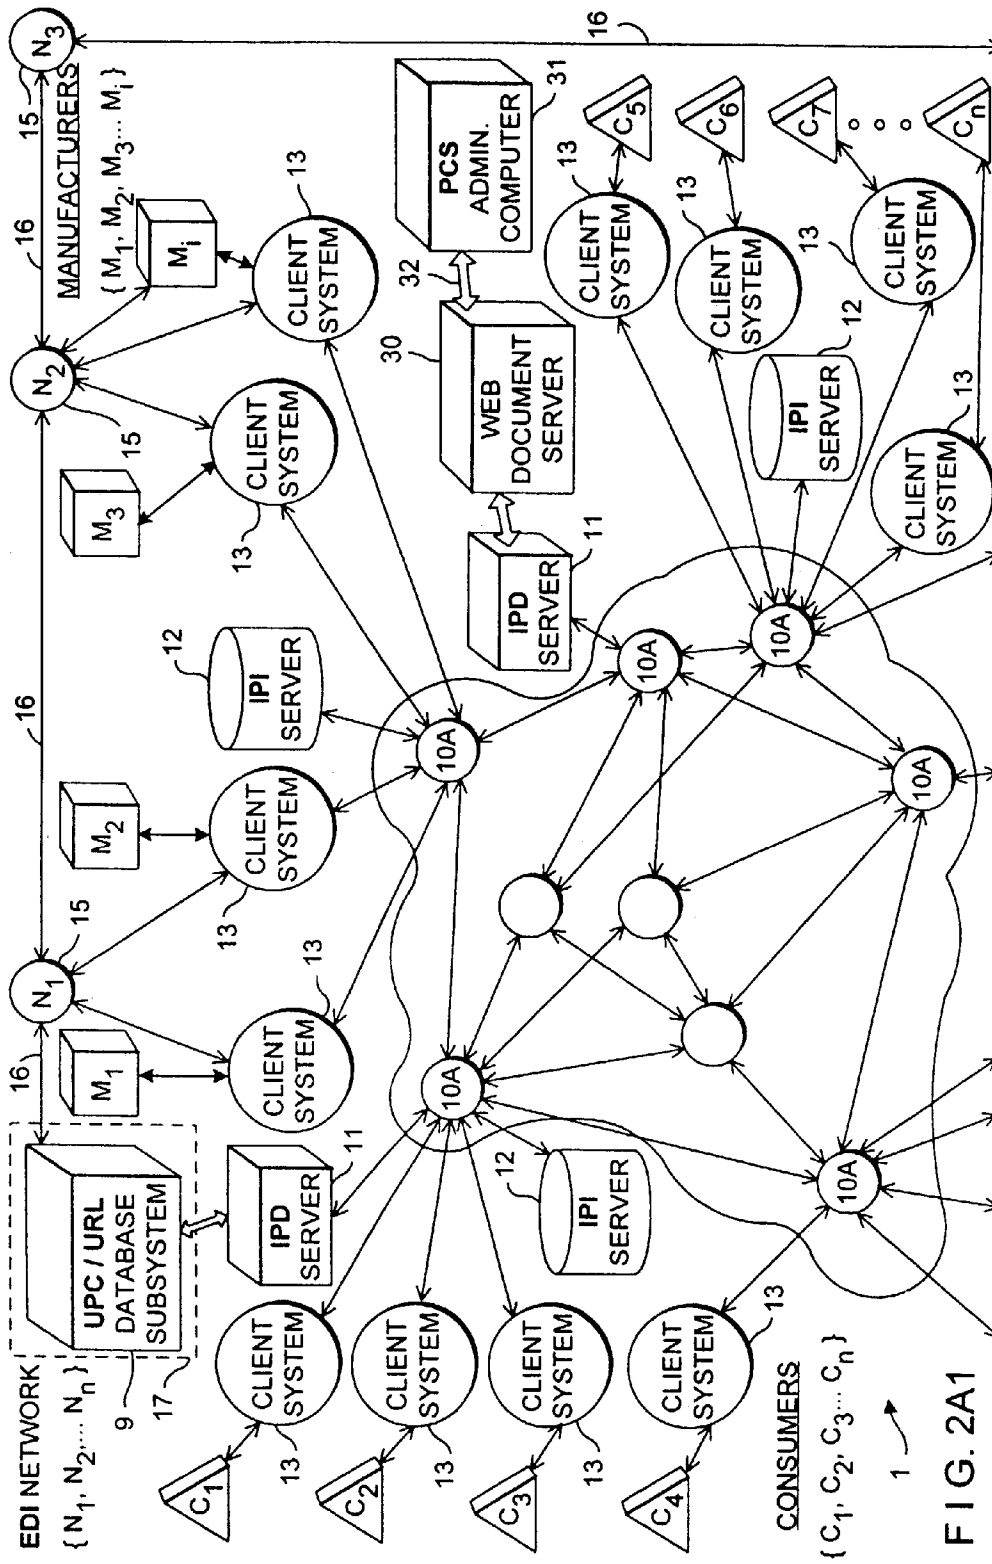 EDI NETWORK
{ N1, N2,.... Nn }
9
17
UPC / URL
DATABASE
SUBSYSTEM
16
N1
15
16
N2
15
16
N3
15
16
MANUFACTURERS
{ M1, M2, M3... Mi }
M1
M2
M3
Mi
IPD
SERVER
11
CLIENT
SYSTEM
13
CLIENT
SYSTEM
13
IPI
SERVER
12
CLIENT
SYSTEM
13
CLIENT
SYSTEM
13
C1
CLIENT
SYSTEM
13
C2
CLIENT
SYSTEM
13
C3
CLIENT
SYSTEM
13
C4
CLIENT
SYSTEM
13
IPI
SERVER
12
10A
10A
10A
10A
10A
10A
IPD
SERVER
11
WEB
DOCUMENT
SERVER
30
32
PCS
ADMIN.
COMPUTER
31
CLIENT
SYSTEM
13
C5
CLIENT
SYSTEM
13
C6
CLIENT
SYSTEM
13
C7
IPI
SERVER
12
CLIENT
SYSTEM
13
Cn
CONSUMERS
{ C1, C2, C3... Cn }
1
FIG. 2A1